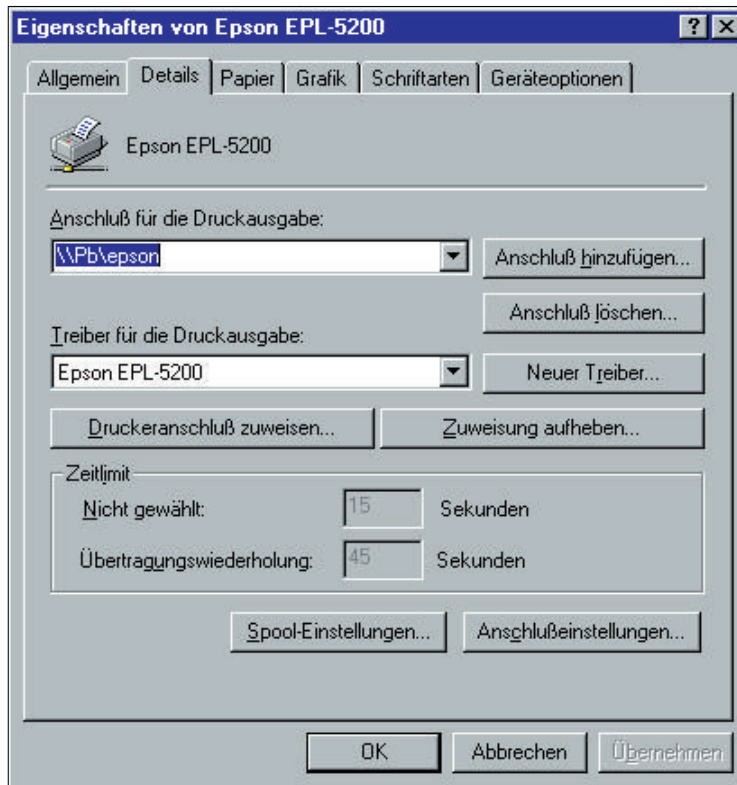 Eigenschaften von Epson EPL-5200
Allgemein Details Papier Grafik Schriftarten Geräteoptionen
Epson EPL-5200
Anschluß für die Druckausgabe:
\\Pb\epson Anschluß hinzufügen...
Anschluß löschen...
Treiber für die Druckausgabe:
Epson EPL-5200 Neuer Treiber...
Druckeranschluß zuweisen... Zuweisung aufheben...
Zeitlimit
Nicht gewählt: 15 Sekunden
Übertragungswiederholung: 45 Sekunden
Spool-Einstellungen... Anschlußeinstellungen...
OK Abbrechen Übernehmen